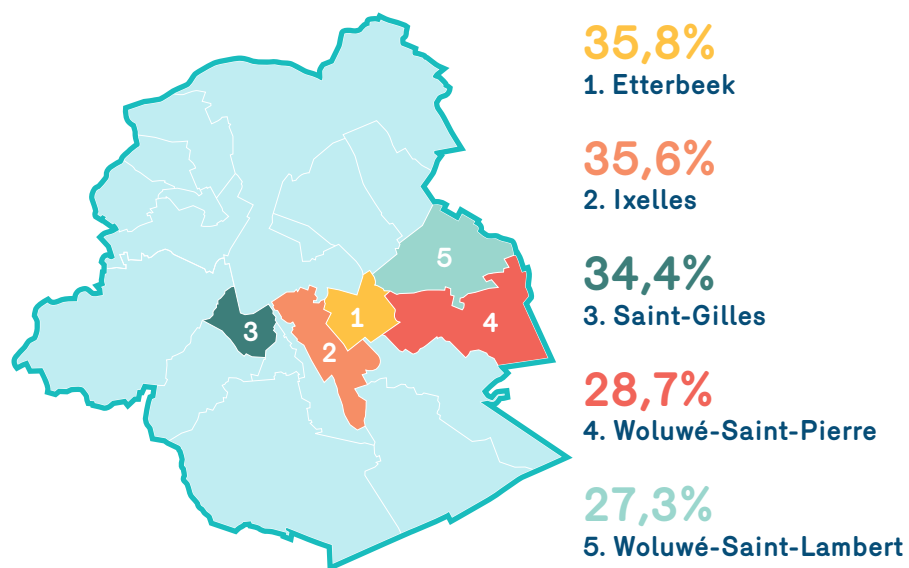 35,8%
1. Etterbeek
35,6%
2. Ixelles
34,4%
3. Saint-Gilles
28,7%
4. Woluwé-Saint-Pierre
27,3%
5. Woluwé-Saint-Lambert
5
1
3
4
2